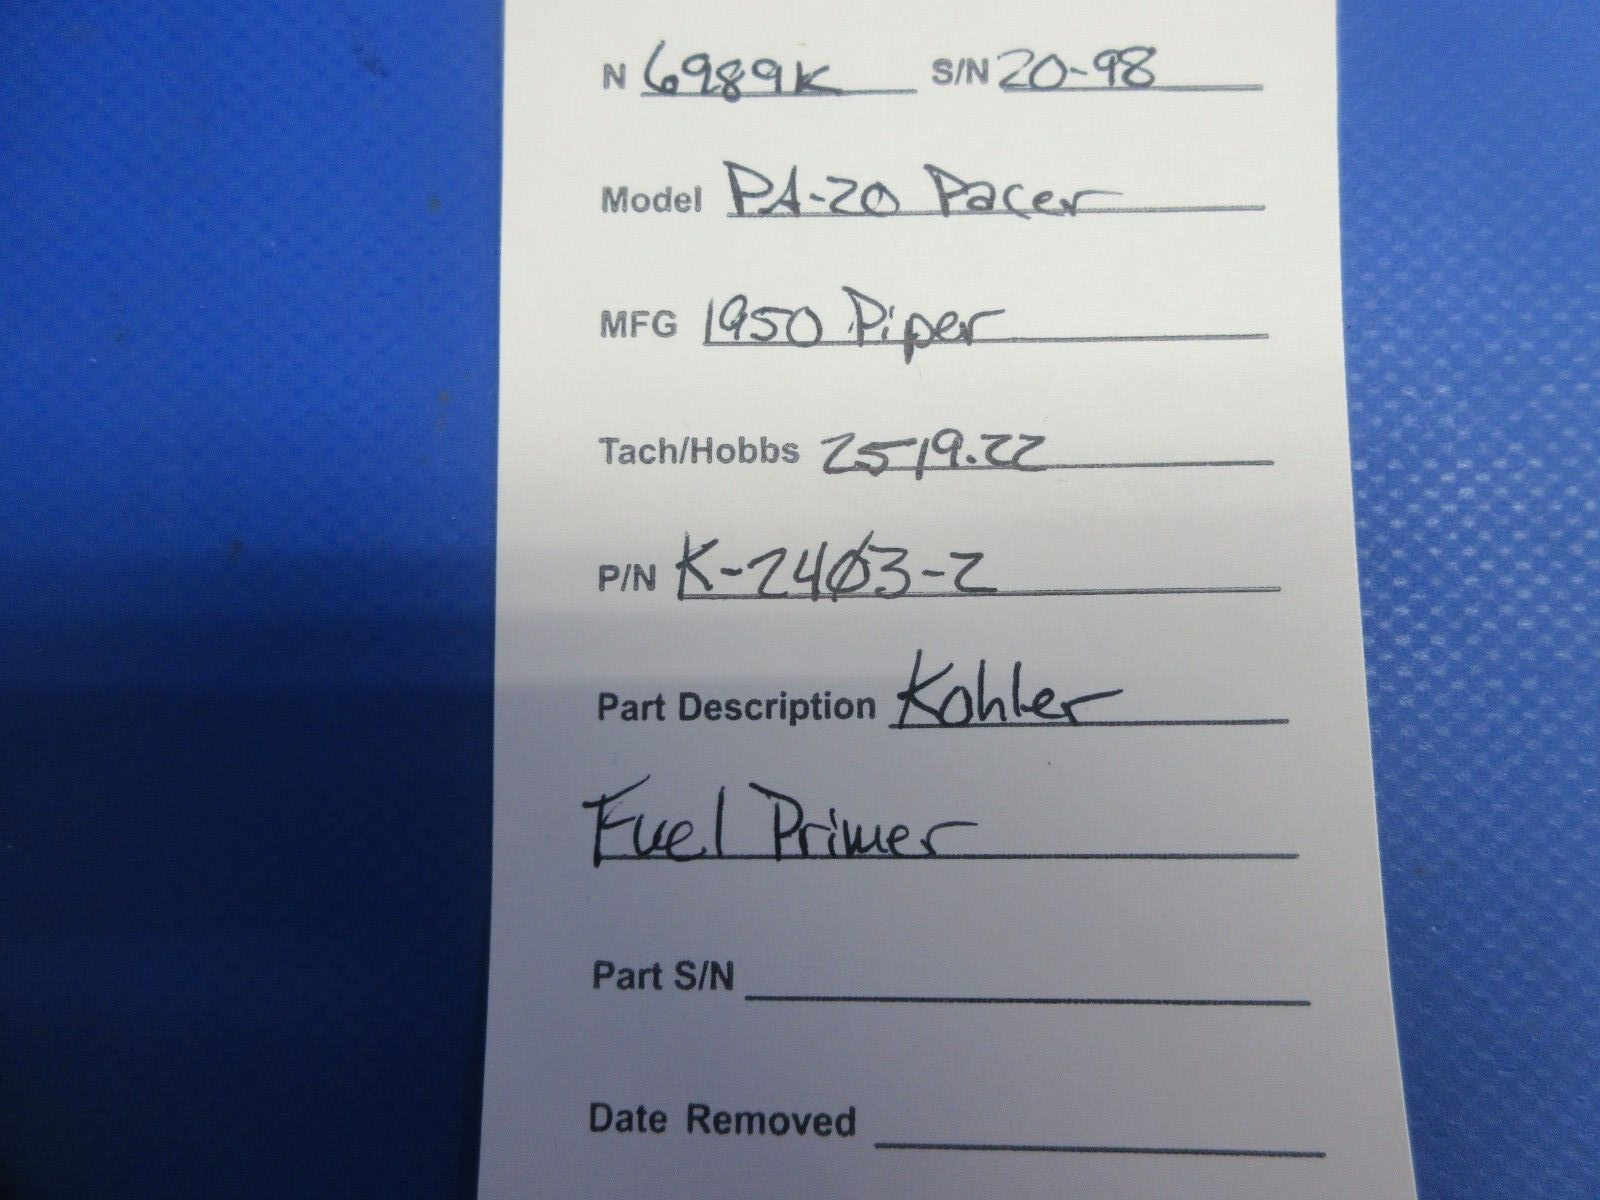 N 6989K S/N 20-98
Model PA-20 Pacer
MFG 1950 Piper
Tach/Hobbs 2519.22
P/N K-2403-2
Part Description Kohler
Fuel Primer
Part S/N
Date Removed